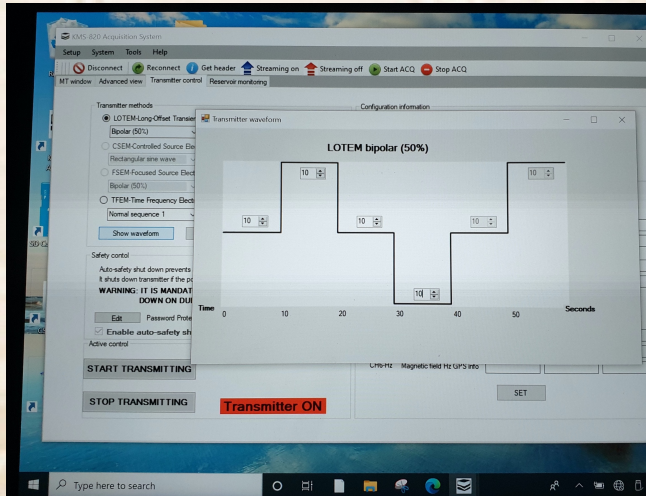 KMS-820 Acquisition System
Setup System Tools Help
Disconnect Reconnect Get header Streaming on Streaming off Start ACQ Stop ACQ
MT window Advanced view Transmitter control Reservoir monitoring
Transmitter methods
Configuration information
LOTEM-Long-Offset Transier
Bipolar (50%)
CSEM-Controlled Source Ele
Rectangular sine wave
FSEM-Focused Source Elect
Bipolar (50%)
TFEM-Time Frequency Elect
Normal sequence 1
Show waveform
Transmitter waveform
LOTEM bipolar (50%)
10
10
10
10
10
10
Time 0 10 20 30 40 50 Seconds
Safety contol
Auto-safety shut down prevents
It shuts down transmitter if the po
WARNING: IT IS MANDAT
DOWN ON DU
Edit Password Prote
Enable auto-safety sh
Active control
START TRANSMITTING
STOP TRANSMITTING
Transmitter ON
CH6-Hz Magnetic field Hz GPS info
SET
Type here to search